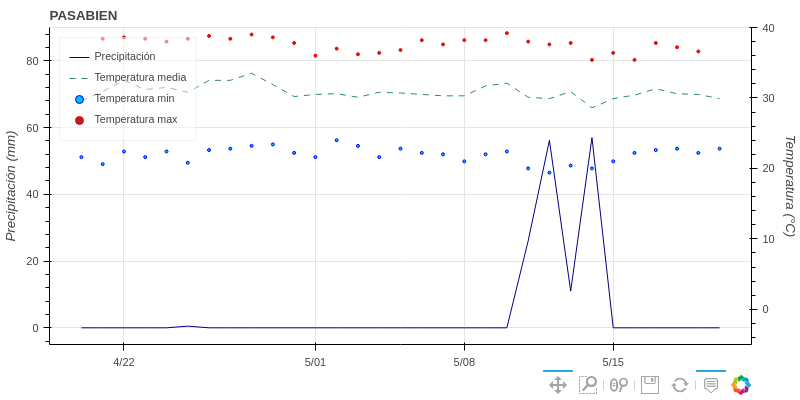 PASABIEN
Precipitación
Temperatura media
Temperatura min
Temperatura max
Precipitación (mm)
80
60
40
20
0
Temperatura (°C)
40
30
20
10
0
4/22
5/01
5/08
5/15